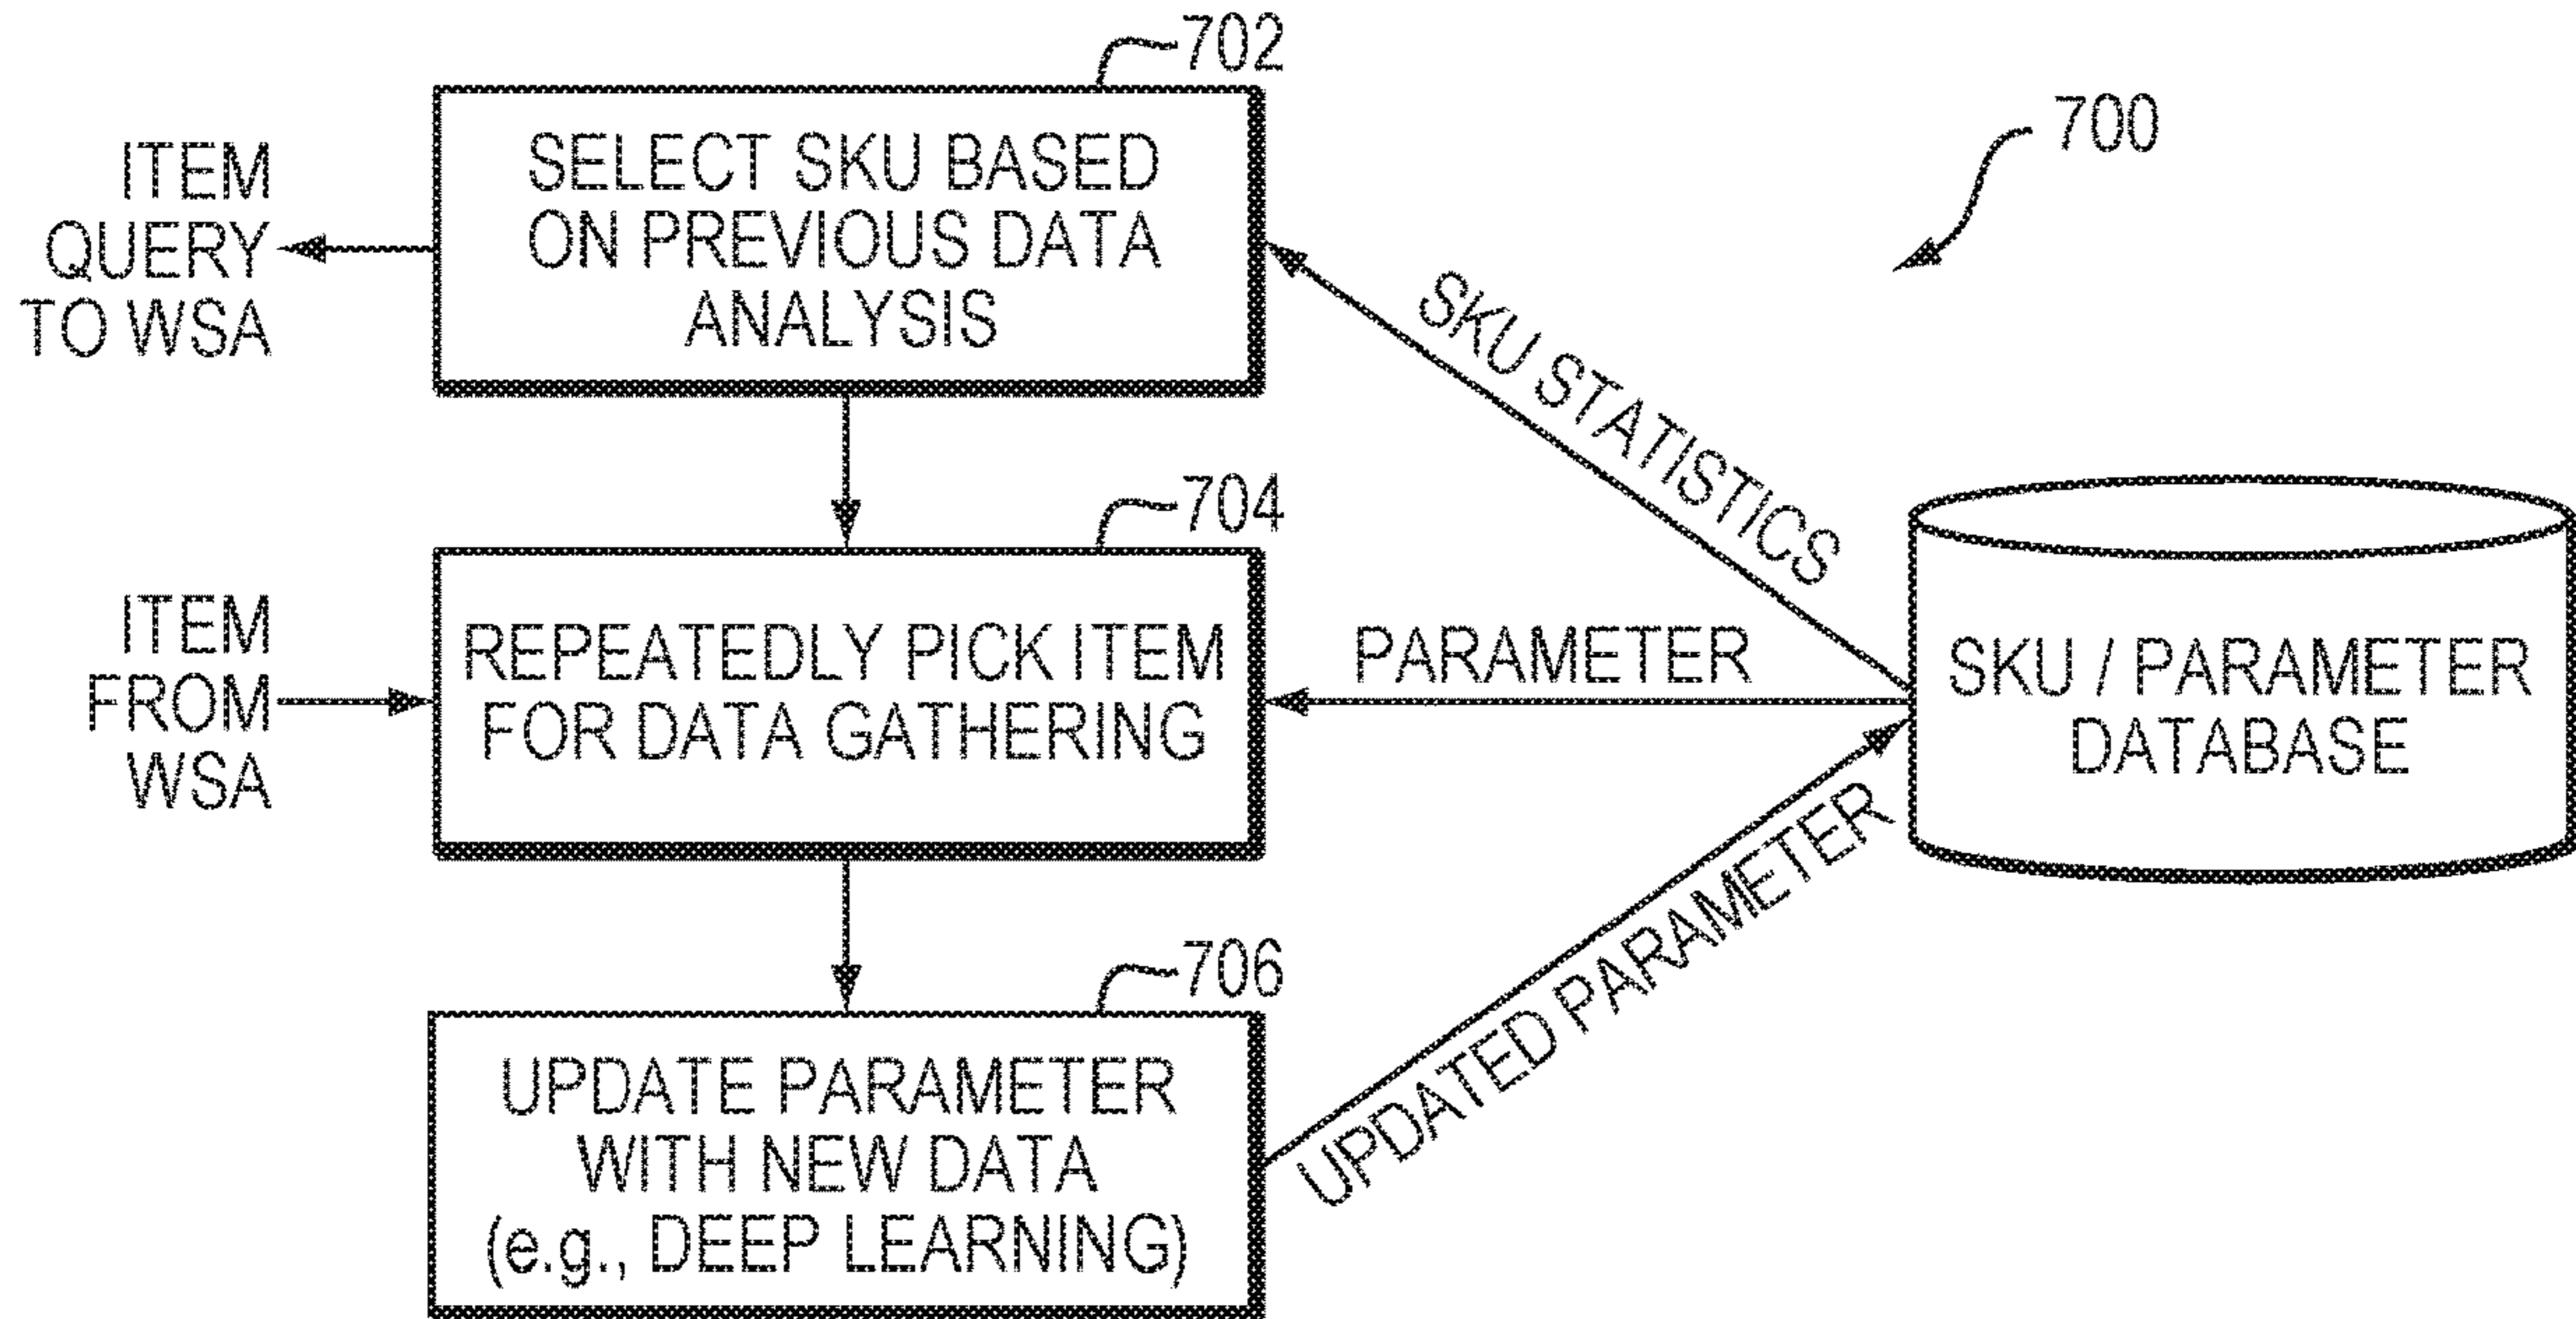 702
700
ITEM
QUERY
TO WSA
SELECT SKU BASED
ON PREVIOUS DATA
ANALYSIS
SKU STATISTICS
704
ITEM
FROM
WSA
REPEATEDLY PICK ITEM
FOR DATA GATHERING
PARAMETER
SKU / PARAMETER
DATABASE
706
UPDATE PARAMETER
WITH NEW DATA
(e.g., DEEP LEARNING)
UPDATED PARAMETER